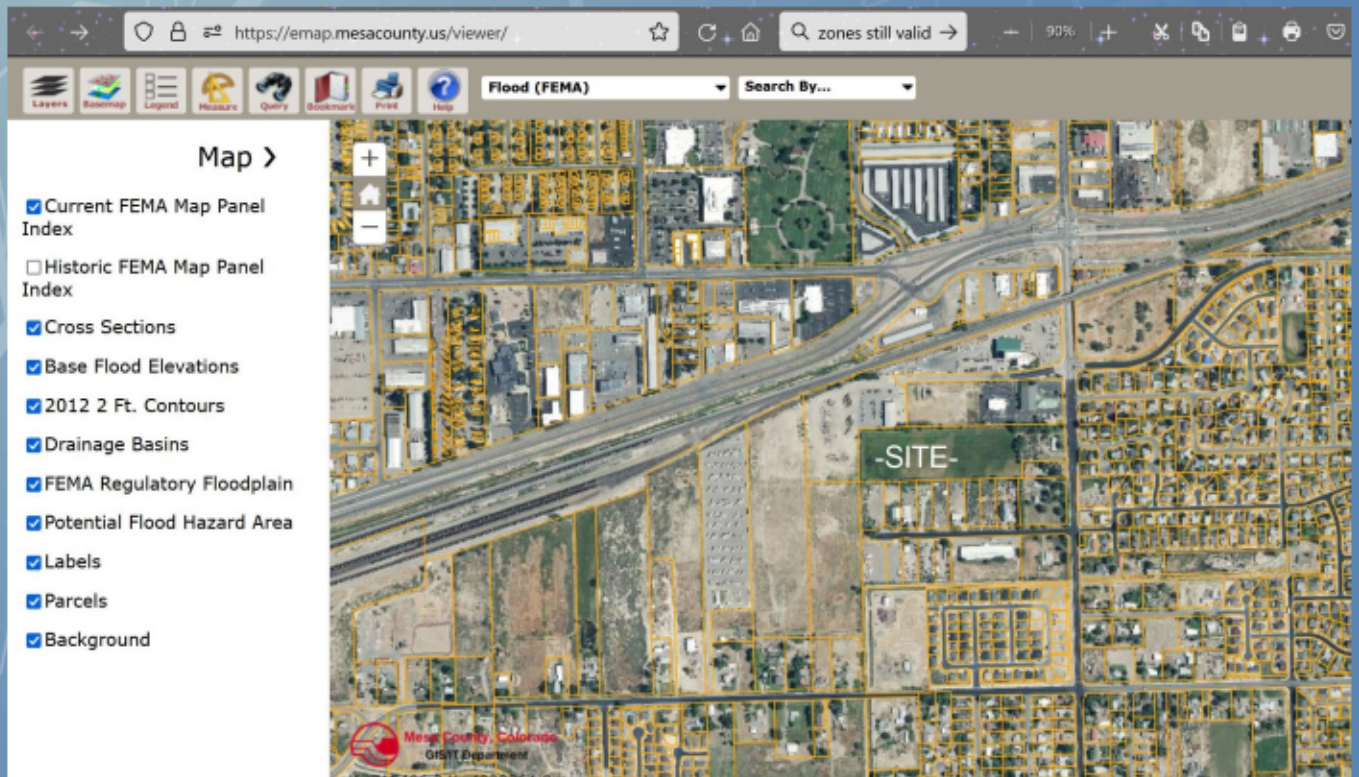 https://emap.mesacounty.us/viewer/
zones still valid
90%
Layers
Basemap
Legend
Measure
Query
Bookmark
Print
Help
Flood (FEMA)
Search By...
Map
Current FEMA Map Panel
Index
Historic FEMA Map Panel
Index
Cross Sections
Base Flood Elevations
2012 2 Ft. Contours
Drainage Basins
FEMA Regulatory Floodplain
Potential Flood Hazard Area
Labels
Parcels
Background
-SITE-
Mesa County, Colorado
GIS/IT Department